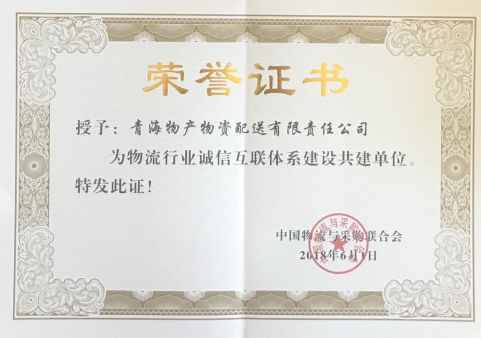 荣誉证书
授予：青海物产物资配送有限责任公司
为物流行业诚信互联体系建设共建单位。
特发此证！
中国物流与采购联合会
2018年6月1日